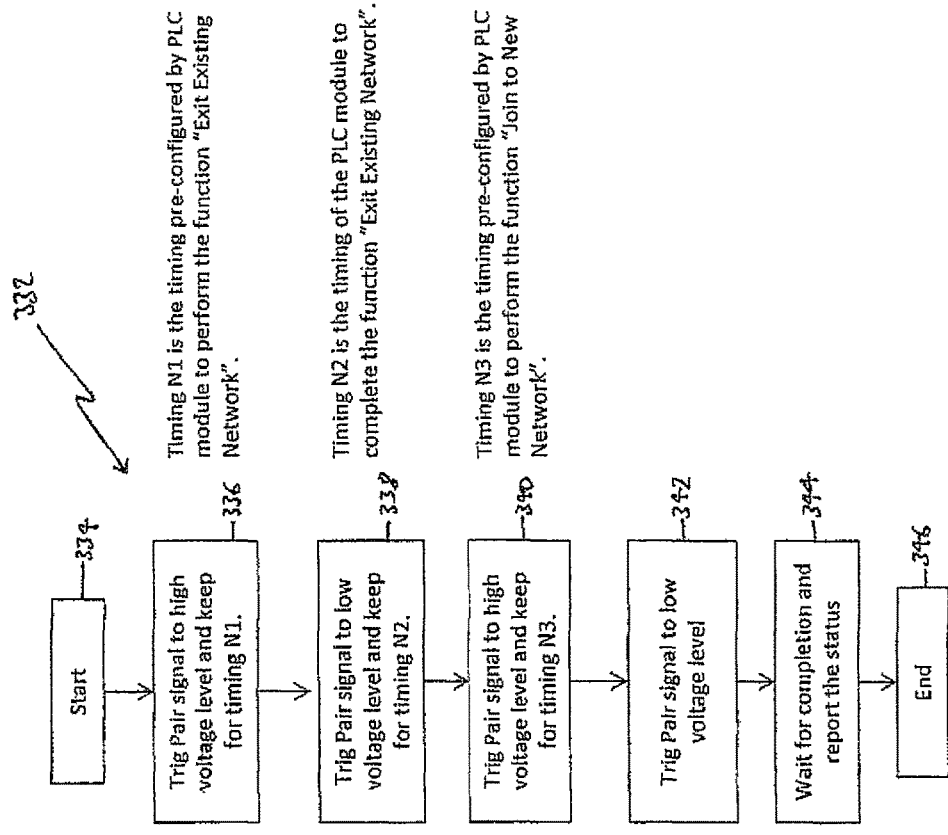 332
Start
334
Trig Pair signal to high
voltage level and keep
for timing N1.
336
Timing N1 is the timing pre-configured by PLC
module to perform the function "Exit Existing
Network".
Trig Pair signal to low
voltage level and keep
for timing N2.
338
Timing N2 is the timing of the PLC module to
complete the function "Exit Existing Network".
Trig Pair signal to high
voltage level and keep
for timing N3.
340
Timing N3 is the timing pre-configured by PLC
module to perform the function "Join to New
Network".
Trig Pair signal to low
voltage level
342
Wait for completion and
report the status
344
End
346